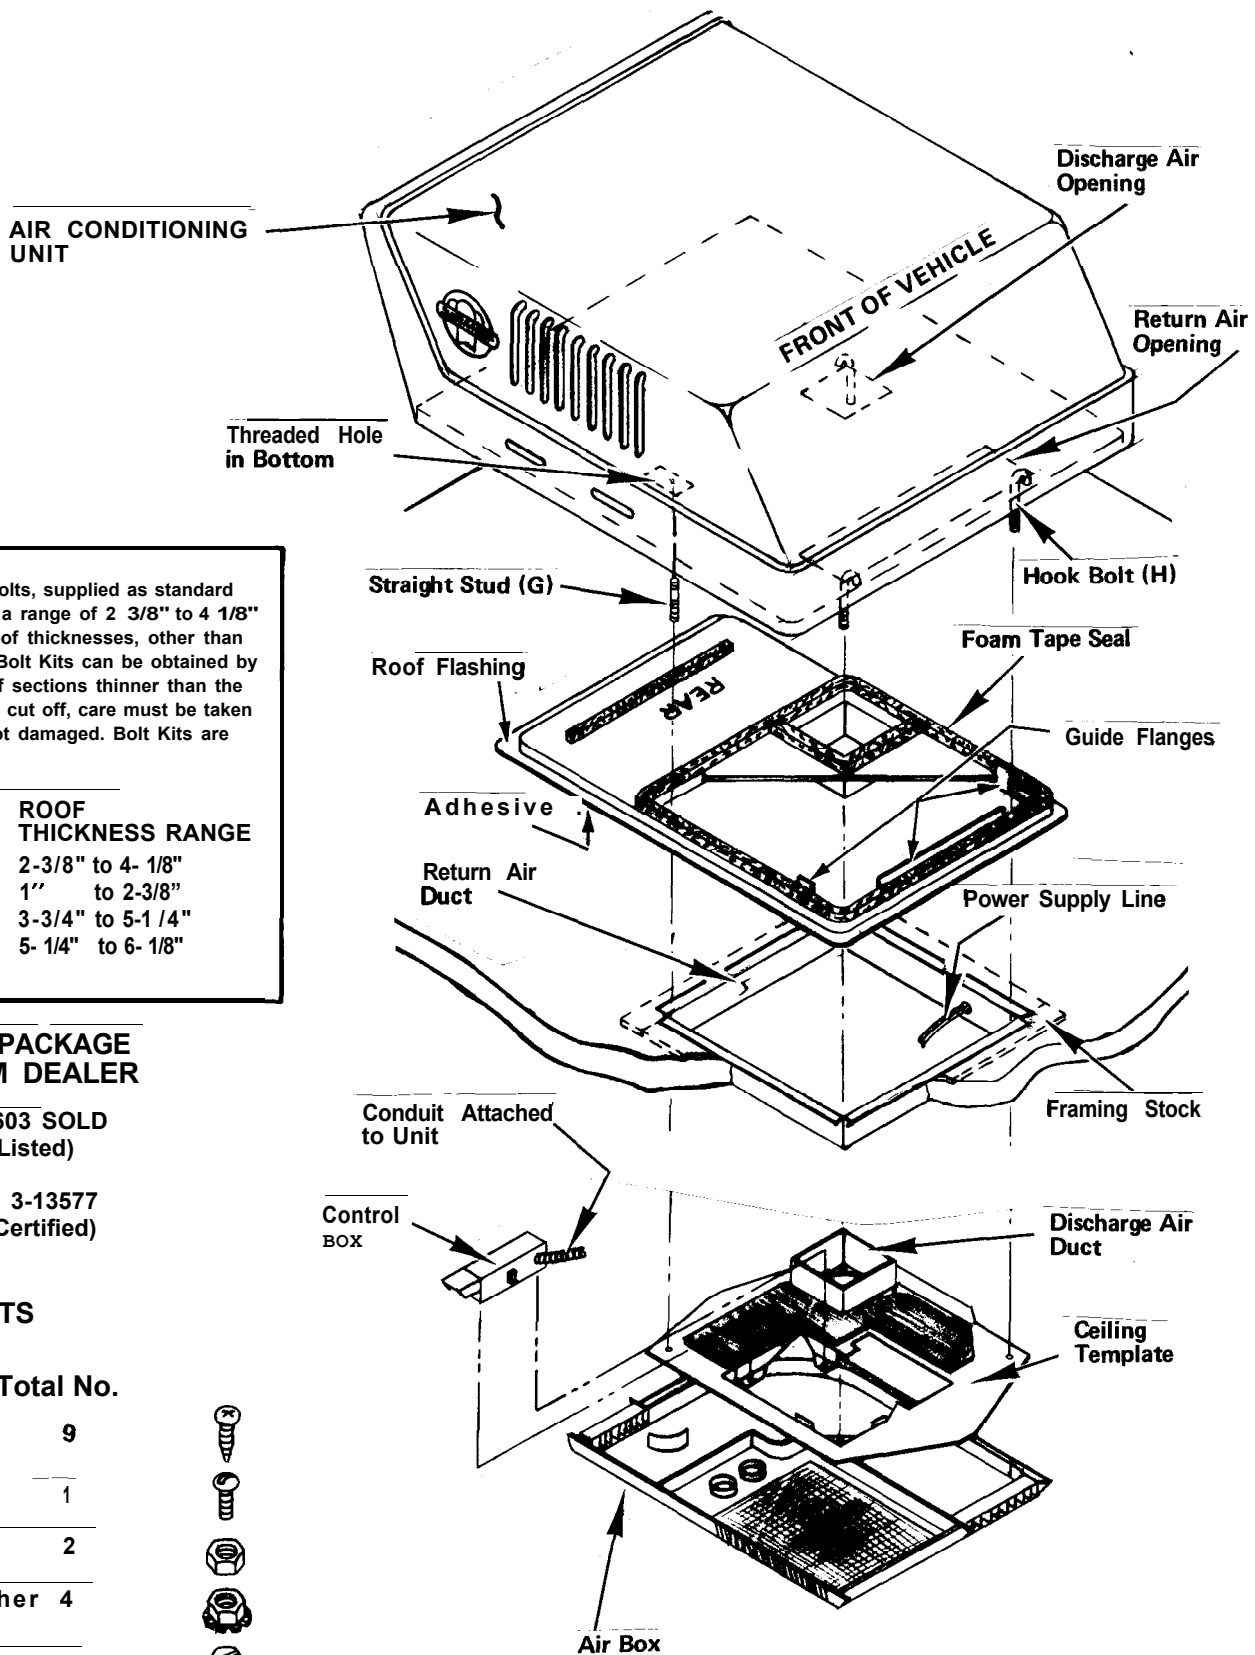 Discharge Air
Opening
AIR CONDITIONING
UNIT
FRONT OF VEHICLE
Return Air
Opening
Threaded Hole
in Bottom
Straight Stud (G)
Hook Bolt (H)
Foam Tape Seal
Roof Flashing
REAR
Guide Flanges
Adhesive
Return Air
Duct
Power Supply Line
Framing Stock
Conduit Attached
to Unit
Control
BOX
Discharge Air
Duct
Ceiling
Template
Air Box
olts, supplied as standard
a range of 2 3/8" to 4 1/8"
of thicknesses, other than
Bolt Kits can be obtained by
f sections thinner than the
cut off, care must be taken
ot damaged. Bolt Kits are
ROOF
THICKNESS RANGE
2-3/8" to 4- 1/8"
1″ to 2-3/8”
3-3/4" to 5-1 /4"
5- 1/4" to 6- 1/8"
PACKAGE
M DEALER
603 SOLD
Listed)
3-13577
Certified)
TS
Total No.
9
1
2
her 4